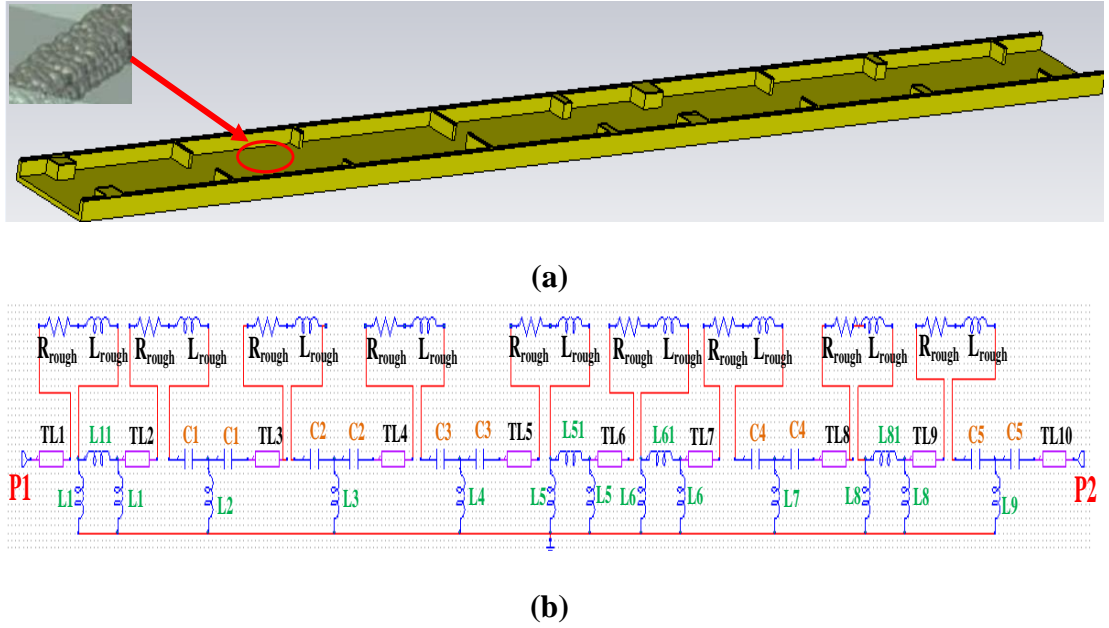 (a)
Rrough Lrough Rrough Lrough Rrough Lrough Rrough Lrough Rrough Lrough Rrough Lrough Rrough Lrough Rrough Lrough Rrough Lrough
TL1 L11 TL2 C1 C1 TL3 C2 C2 TL4 C3 C3 TL5 L51 TL6 L61 TL7 C4 C4 TL8 L81 TL9 C5 C5 TL10
P1 L1 L1 L2 L3 L4 L5 L5 L6 L6 L7 L8 L8 L9 P2
(b)